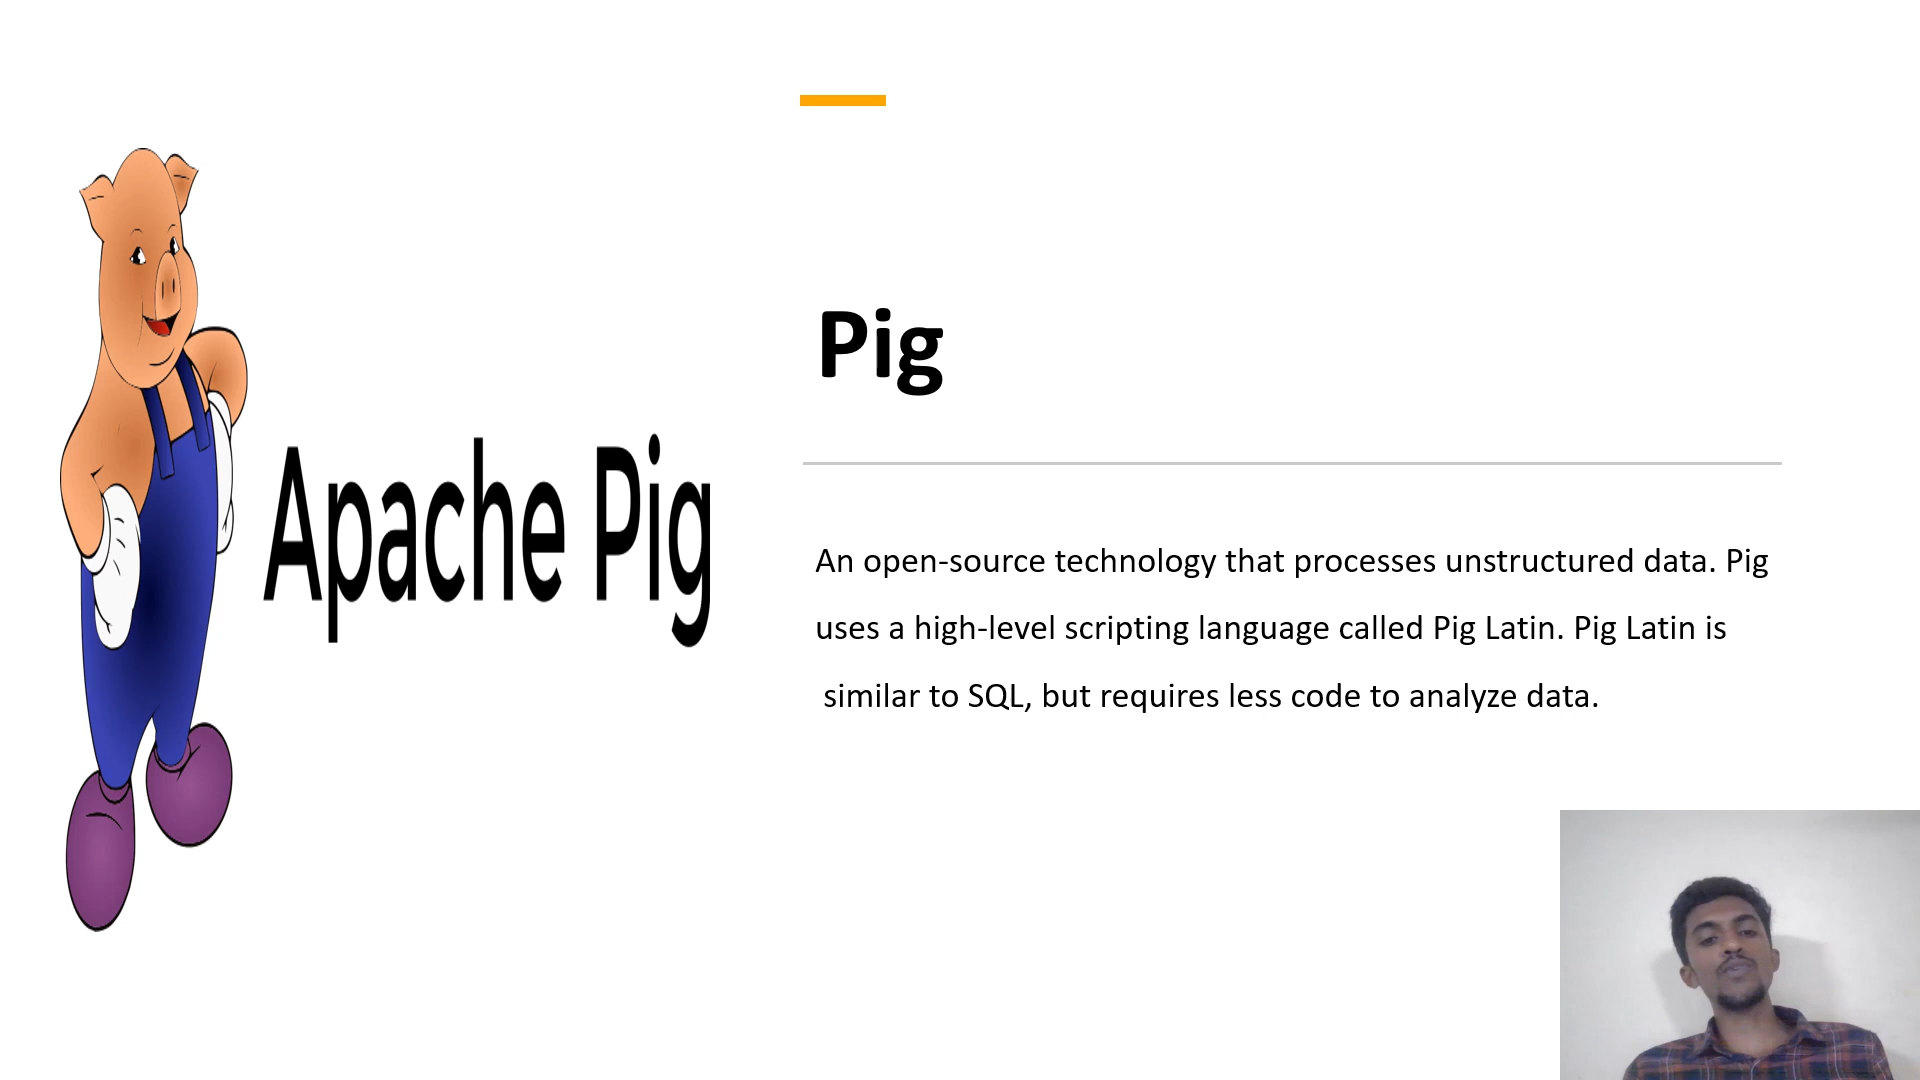 Apache Pig
Pig
An open-source technology that processes unstructured data. Pig
uses a high-level scripting language called Pig Latin. Pig Latin is
similar to SQL, but requires less code to analyze data.